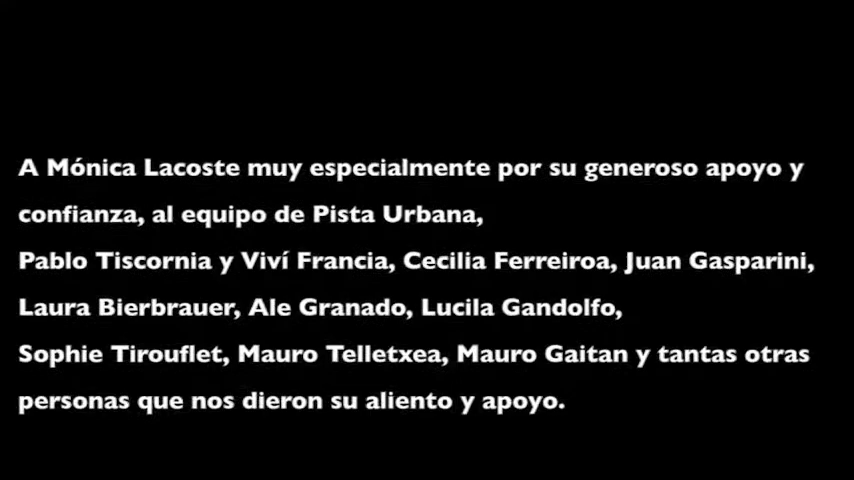 A Mónica Lacoste muy especialmente por su generoso apoyo y
confianza, al equipo de Pista Urbana,
Pablo Tiscornia y Viví Francia, Cecilia Ferreiroa, Juan Gasparini,
Laura Bierbrauer, Ale Granado, Lucila Gandolfo,
Sophie Tirouflet, Mauro Telletxea, Mauro Gaitan y tantas otras
personas que nos dieron su aliento y apoyo.